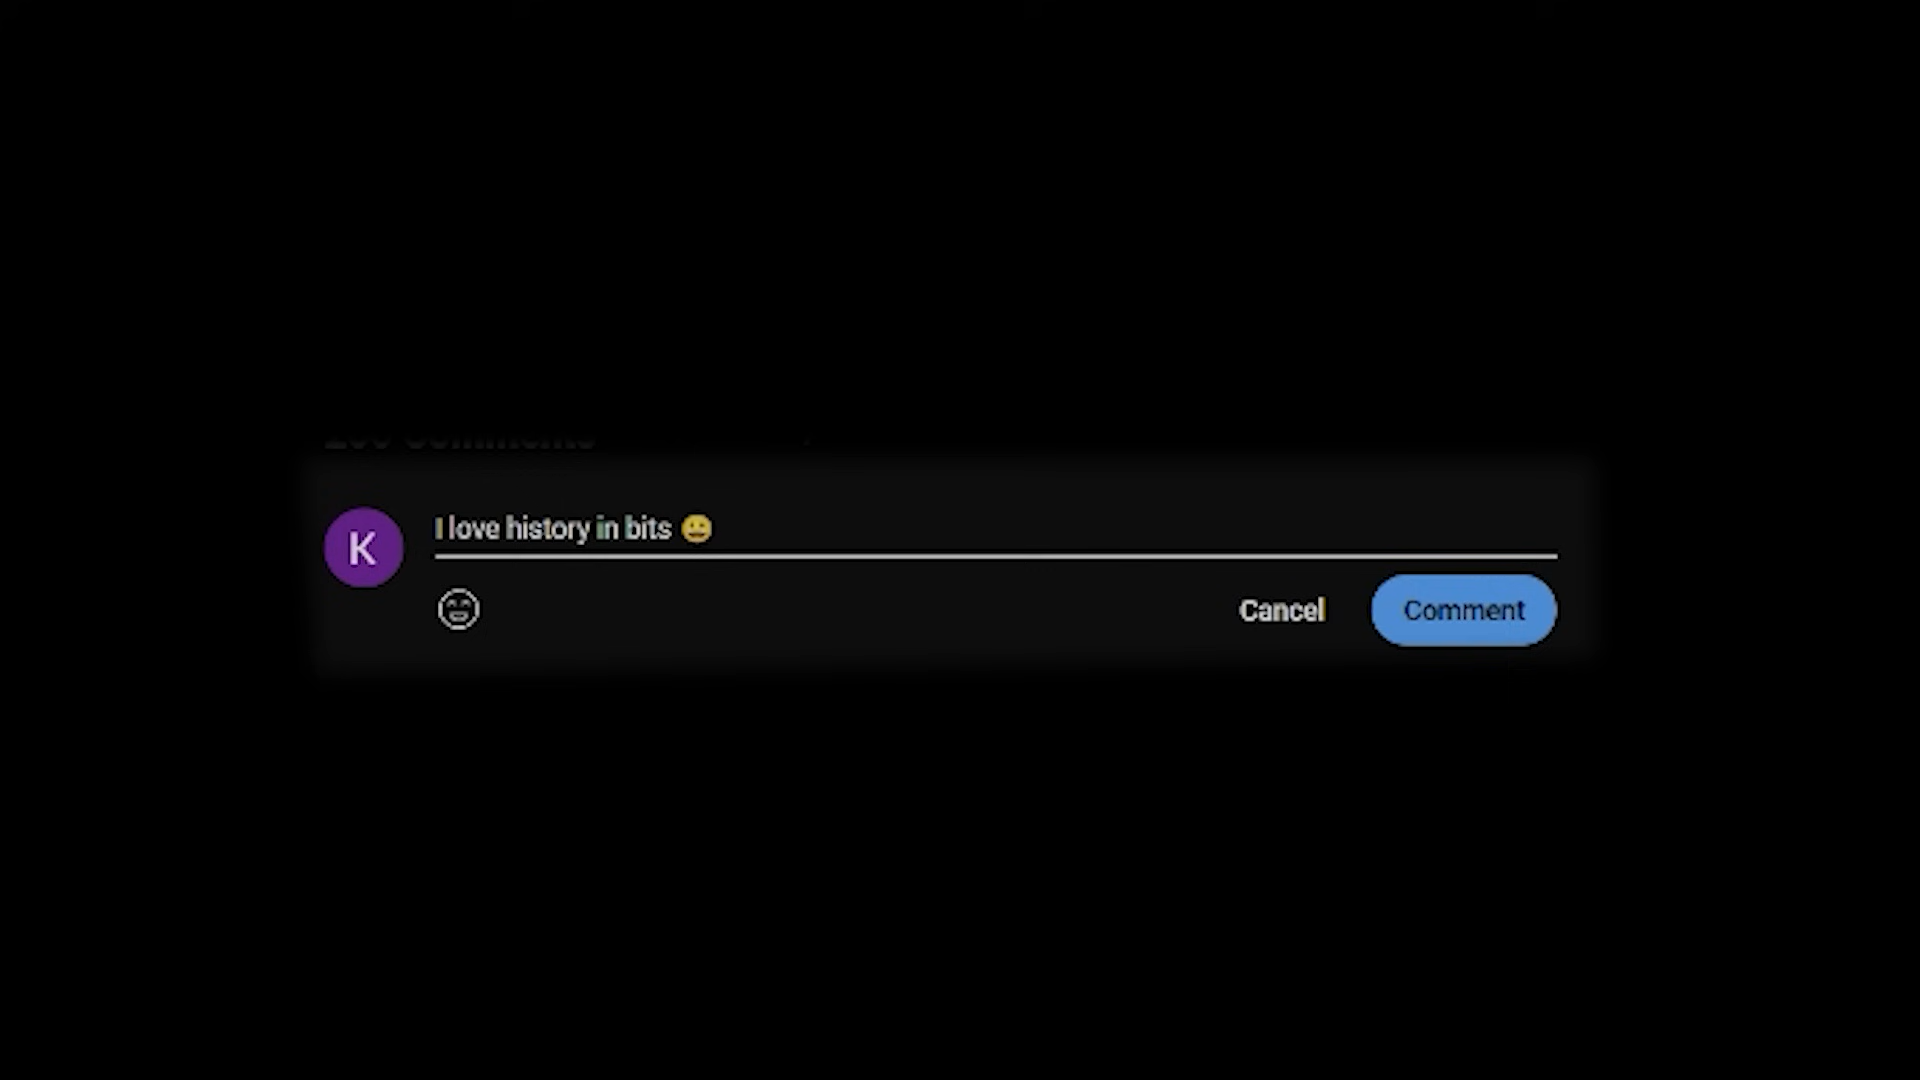 K
I love history in bits 😀
Cancel
Comment